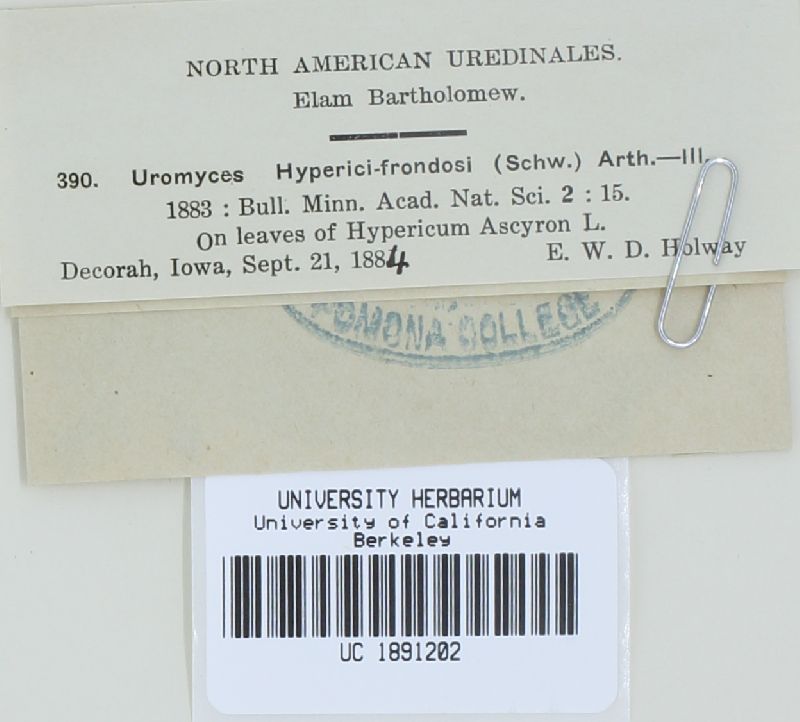 NORTH AMERICAN UREDINALES.
Elam Bartholomew.
390. Uromyces Hyperici-frondosi (Schw.) Arth.—III.
1883 : Bull. Minn. Acad. Nat. Sci. 2 : 15.
On leaves of Hypericum Ascyron L.
Decorah, Iowa, Sept. 21, 1884 E. W. D. Holway
POMONA COLLEGE
UNIVERSITY HERBARIUM
University of California
Berkeley
UC 1891202